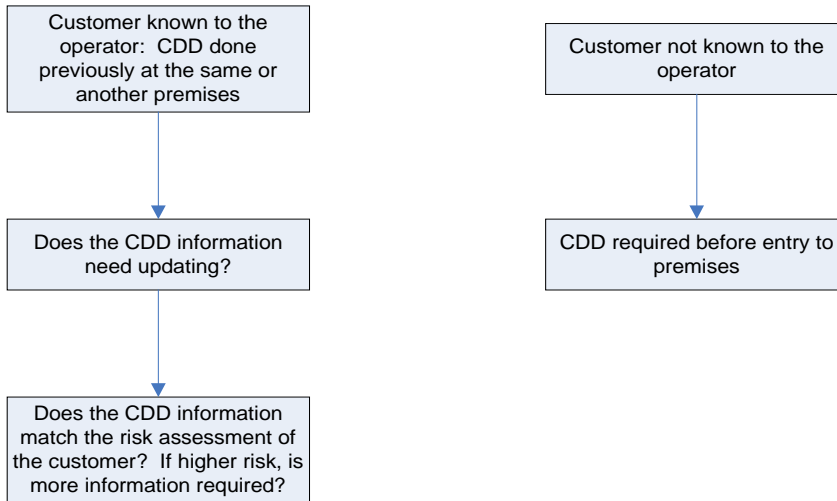 Customer known to the
operator:  CDD done
previously at the same or
another premises
Customer not known to the
operator
Does the CDD information
need updating?
CDD required before entry to
premises
Does the CDD information
match the risk assessment of
the customer?  If higher risk, is
more information required?